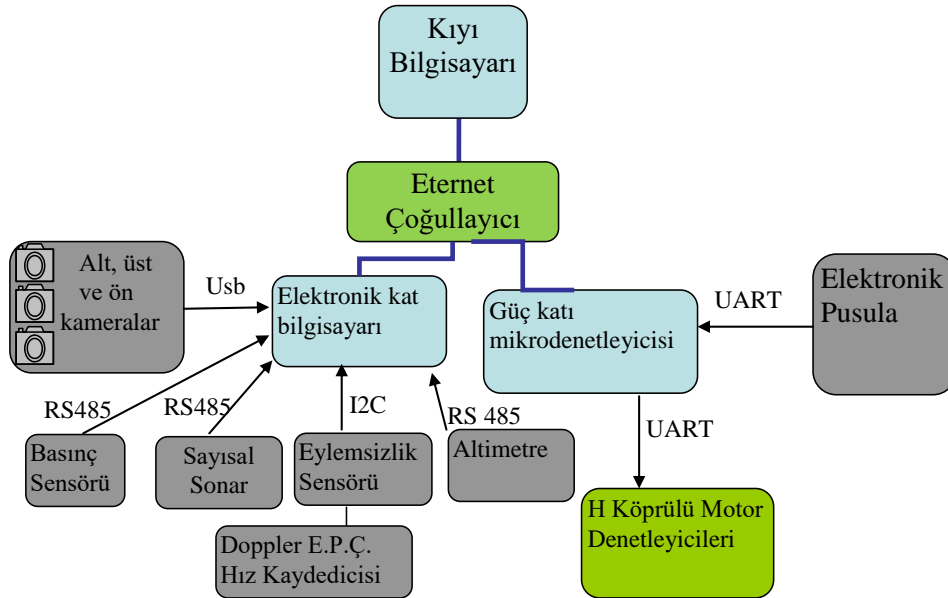 Kıyı
Bilgisayarı
Eternet
Çoğullayıcı
Alt, üst
ve ön
kameralar
Usb
Elektronik kat
bilgisayarı
Güç katı
mikrodenetleyicisi
UART
Elektronik
Pusula
RS485
RS485
I2C
RS 485
UART
Basınç
Sensörü
Sayısal
Sonar
Eylemsizlik
Sensörü
Altimetre
H Köprülü Motor
Denetleyicileri
Doppler E.P.Ç.
Hız Kaydedicisi